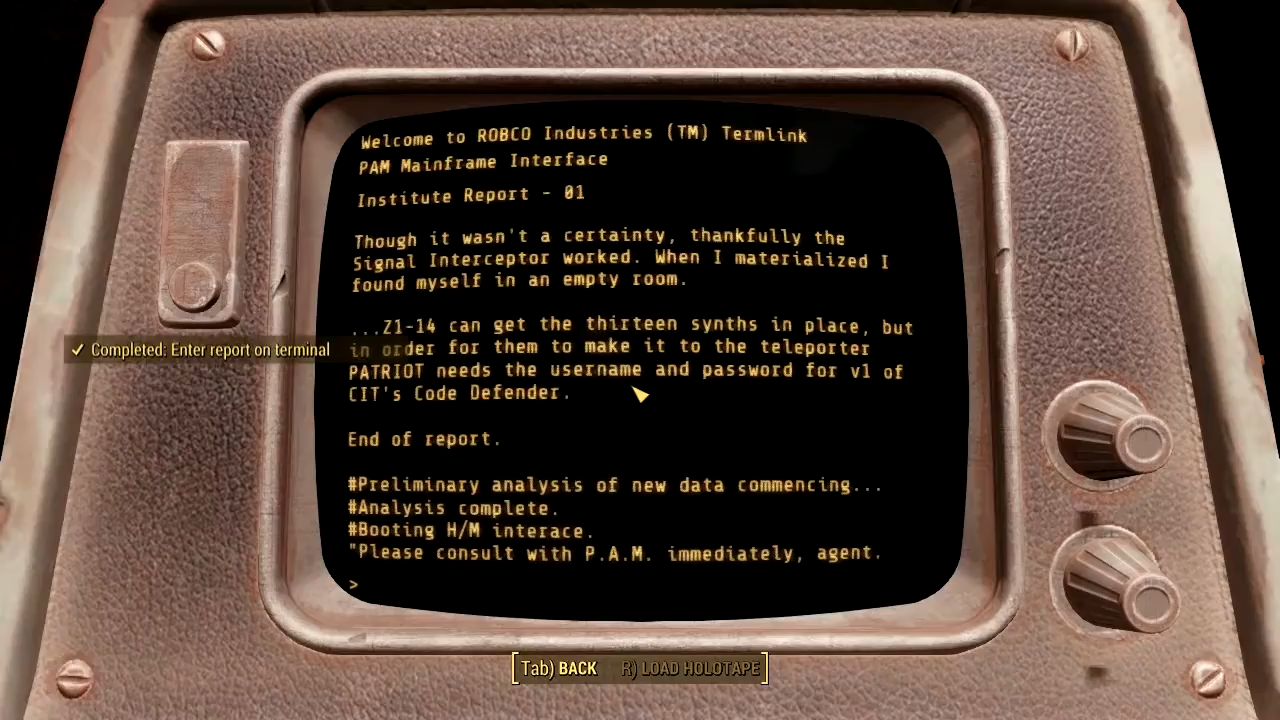 Welcome to ROBCO Industries (TM) Termlink
PAM Mainframe Interface
Institute Report - 01
Though it wasn't a certainty, thankfully the
Signal Interceptor worked. When I materialized I
found myself in an empty room.
...Z1-14 can get the thirteen synths in place, but
✓ Completed: Enter report on terminal
in order for them to make it to the teleporter
PATRIOT needs the username and password for v1 of
CIT's Code Defender.
End of report.
#Preliminary analysis of new data commencing...
#Analysis complete.
#Booting H/M interace.
"Please consult with P.A.M. immediately, agent.
>
Tab) BACK R) LOAD HOLOTAPE